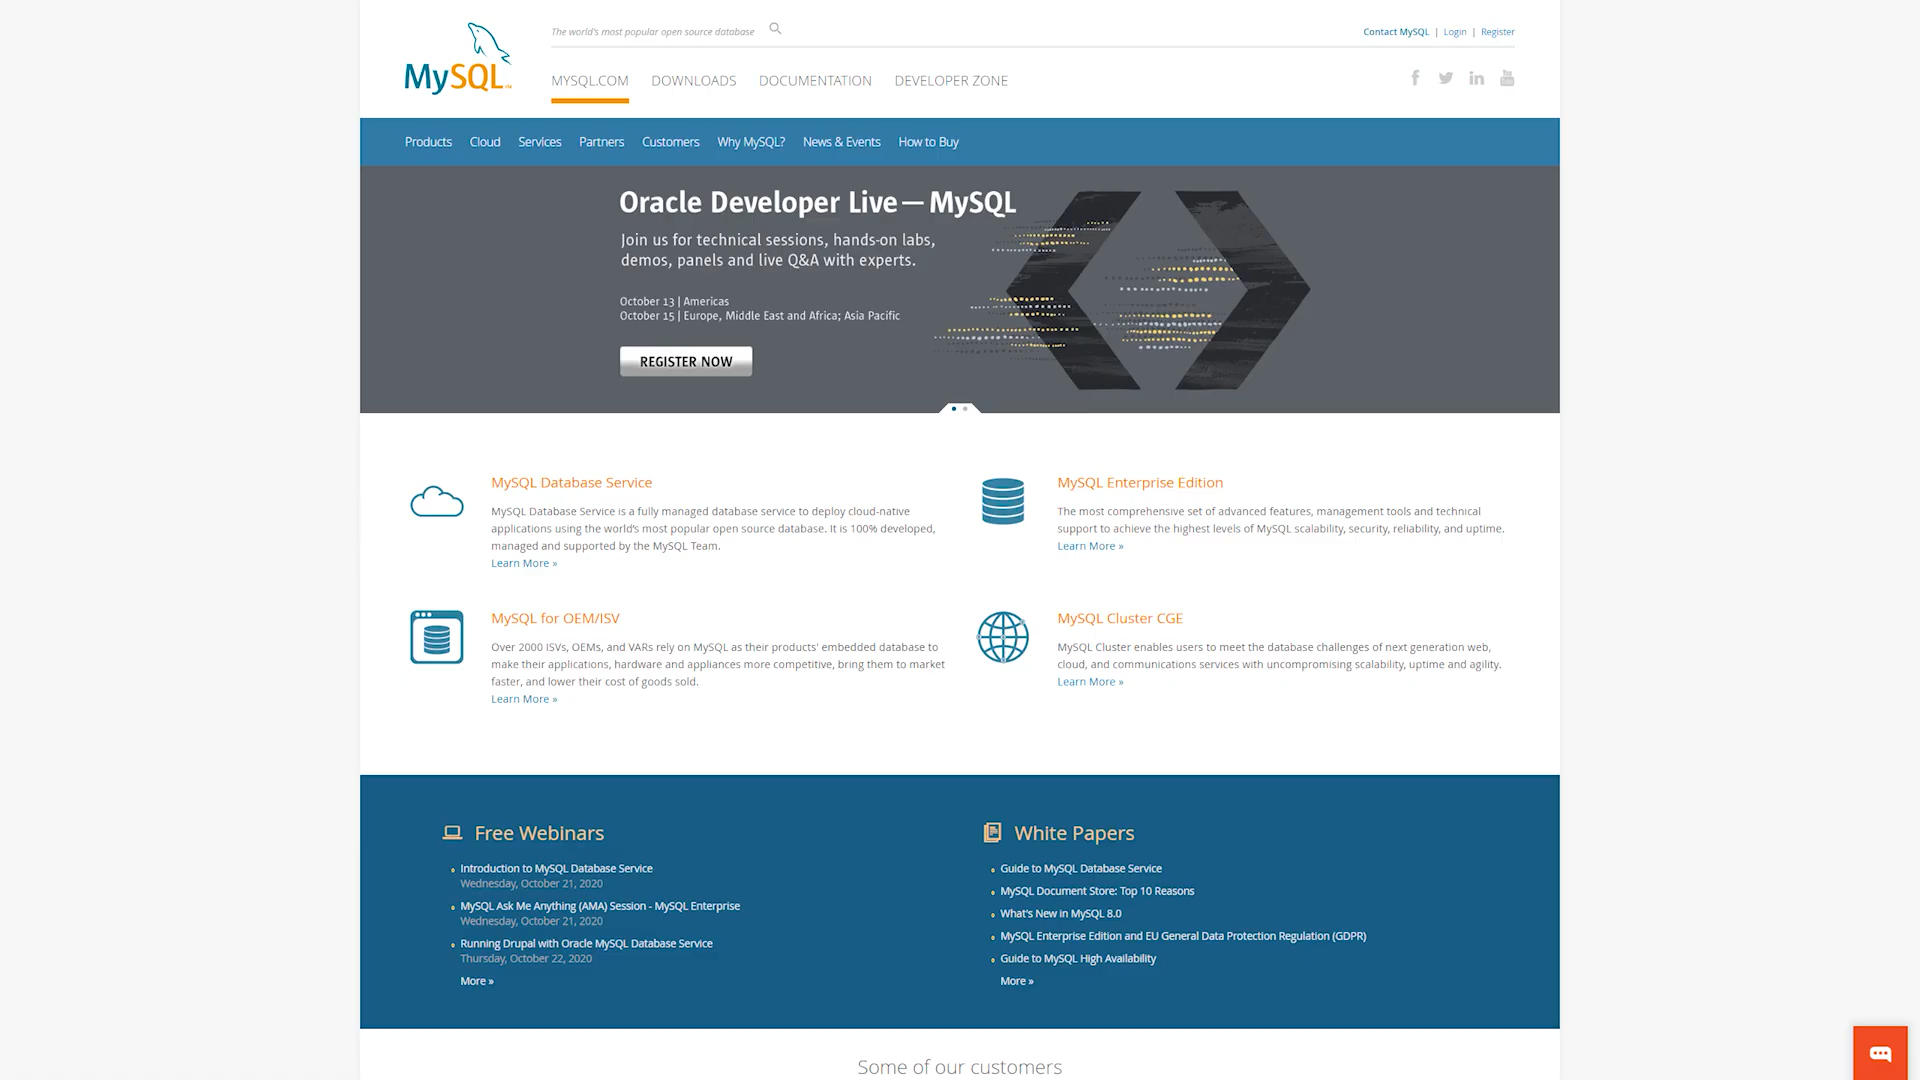 The world's most popular open source database
Contact MySQL | Login | Register
MySQL
MYSQL.COM DOWNLOADS DOCUMENTATION DEVELOPER ZONE
Products Cloud Services Partners Customers Why MySQL? News & Events How to Buy
Oracle Developer Live — MySQL
Join us for technical sessions, hands-on labs,
demos, panels and live Q&A with experts.
October 13 | Americas
October 15 | Europe, Middle East and Africa; Asia Pacific
REGISTER NOW
MySQL Database Service
MySQL Database Service is a fully managed database service to deploy cloud-native
applications using the world's most popular open source database. It is 100% developed,
managed and supported by the MySQL Team.
Learn More »
MySQL Enterprise Edition
The most comprehensive set of advanced features, management tools and technical
support to achieve the highest levels of MySQL scalability, security, reliability, and uptime.
Learn More »
MySQL for OEM/ISV
Over 2000 ISVs, OEMs, and VARs rely on MySQL as their products' embedded database to
make their applications, hardware and appliances more competitive, bring them to market
faster, and lower their cost of goods sold.
Learn More »
MySQL Cluster CGE
MySQL Cluster enables users to meet the database challenges of next generation web,
cloud, and communications services with uncompromising scalability, uptime and agility.
Learn More »
Free Webinars
Introduction to MySQL Database Service
Wednesday, October 21, 2020
MySQL Ask Me Anything (AMA) Session - MySQL Enterprise
Wednesday, October 21, 2020
Running Drupal with Oracle MySQL Database Service
Thursday, October 22, 2020
More »
White Papers
Guide to MySQL Database Service
MySQL Document Store: Top 10 Reasons
What's New in MySQL 8.0
MySQL Enterprise Edition and EU General Data Protection Regulation (GDPR)
Guide to MySQL High Availability
More »
Some of our customers